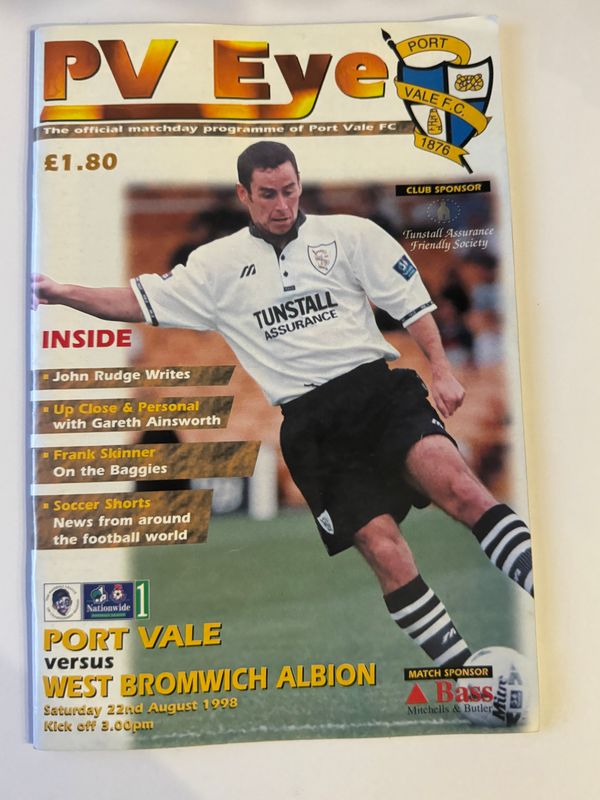 PV Eye
PORT
VALE F.C.
1876
The official matchday programme of Port Vale FC
£1.80
CLUB SPONSOR
Tunstall Assurance
Friendly Society
TUNSTALL
ASSURANCE
INSIDE
John Rudge Writes
Up Close & Personal
with Gareth Ainsworth
Frank Skinner
On the Baggies
Soccer Shorts
News from around
the football world
Nationwide
1
PORT VALE
versus
WEST BROMWICH ALBION
Saturday 22nd August 1998
Kick off 3.00pm
MATCH SPONSOR
Bass
Mitchells & Butler
Mitre